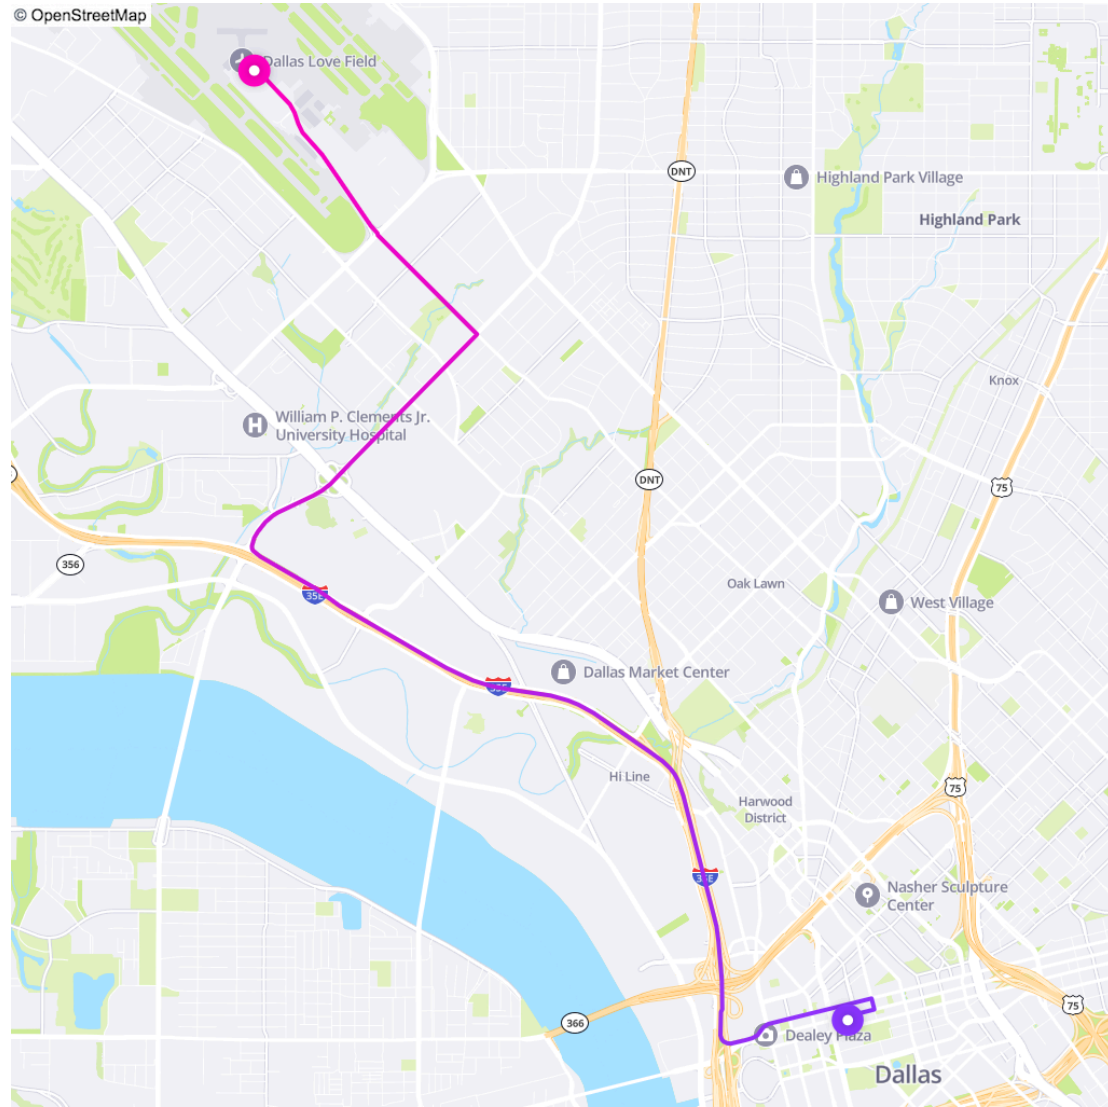 © OpenStreetMap
Dallas Love Field
DNT
Highland Park Village
Highland Park
Knox
William P. Clements Jr.
University Hospital
DNT
75
356
35E
Oak Lawn
West Village
Dallas Market Center
35E
Hi Line
75
Harwood
District
35E
Nasher Sculpture
Center
366
75
Dealey Plaza
Dallas